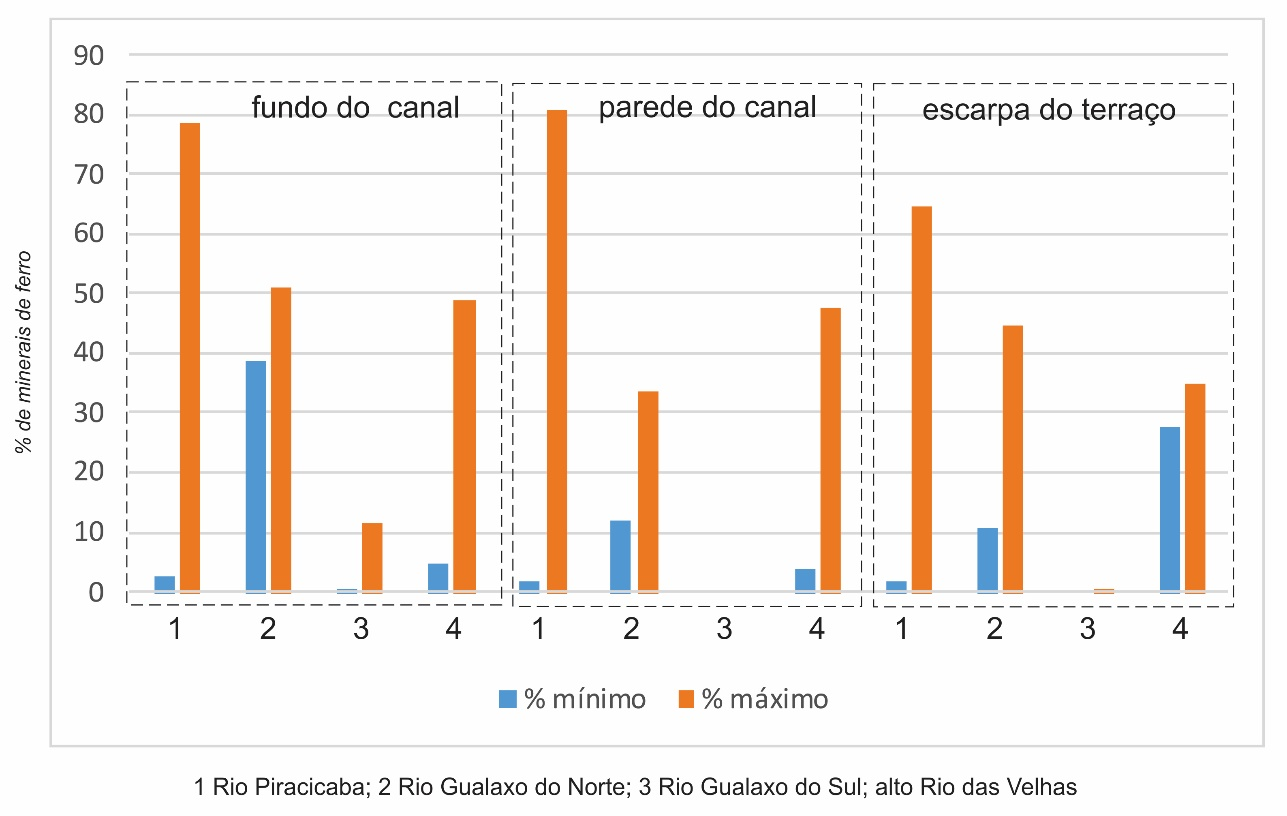 90
fundo do canal parede do canal escarpa do terraço
80
70
60
50
40
30
20
10
0
% de minerais de ferro
1 2 3 4 1 2 3 4 1 2 3 4
% mínimo % máximo
1 Rio Piracicaba; 2 Rio Gualaxo do Norte; 3 Rio Gualaxo do Sul; alto Rio das Velhas